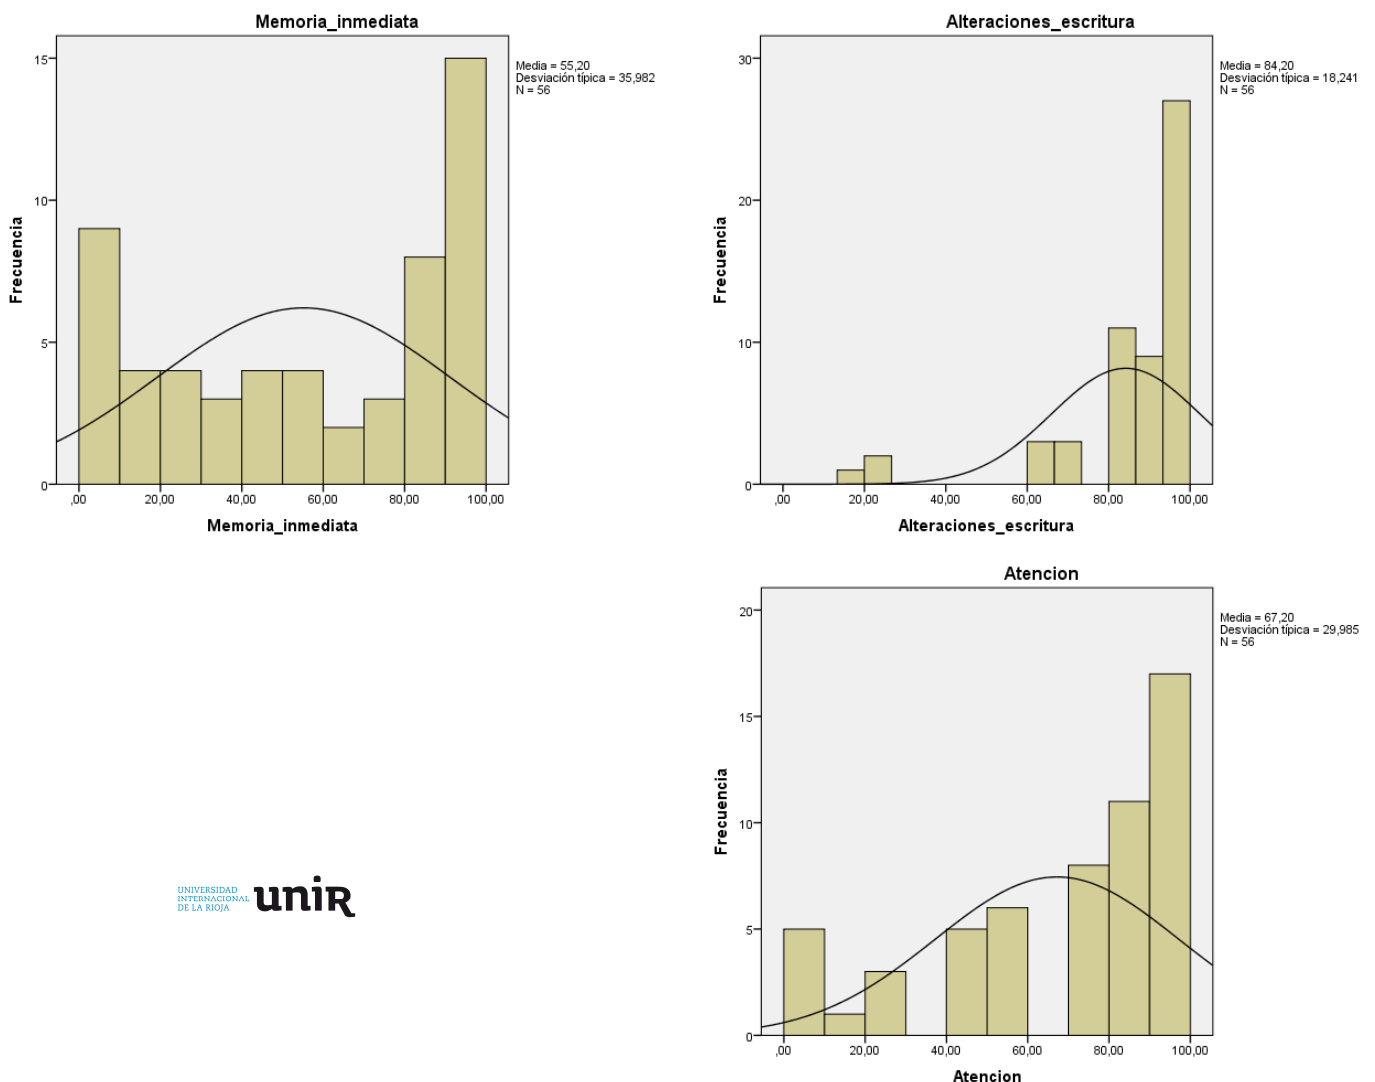 Memoria_inmediata
Media = 55,20
Desviación típica = 35,982
N = 56
Frecuencia
15
10
5
0
,00 20,00 40,00 60,00 80,00 100,00
Memoria_inmediata
Alteraciones_escritura
Media = 84,20
Desviación típica = 18,241
N = 56
Frecuencia
30
20
10
0
,00 20,00 40,00 60,00 80,00 100,00
Alteraciones_escritura
UNIVERSIDAD
INTERNACIONAL
DE LA RIOJA
unir
Atencion
Media = 67,20
Desviación típica = 29,985
N = 56
Frecuencia
20
15
10
5
0
,00 20,00 40,00 60,00 80,00 100,00
Atencion